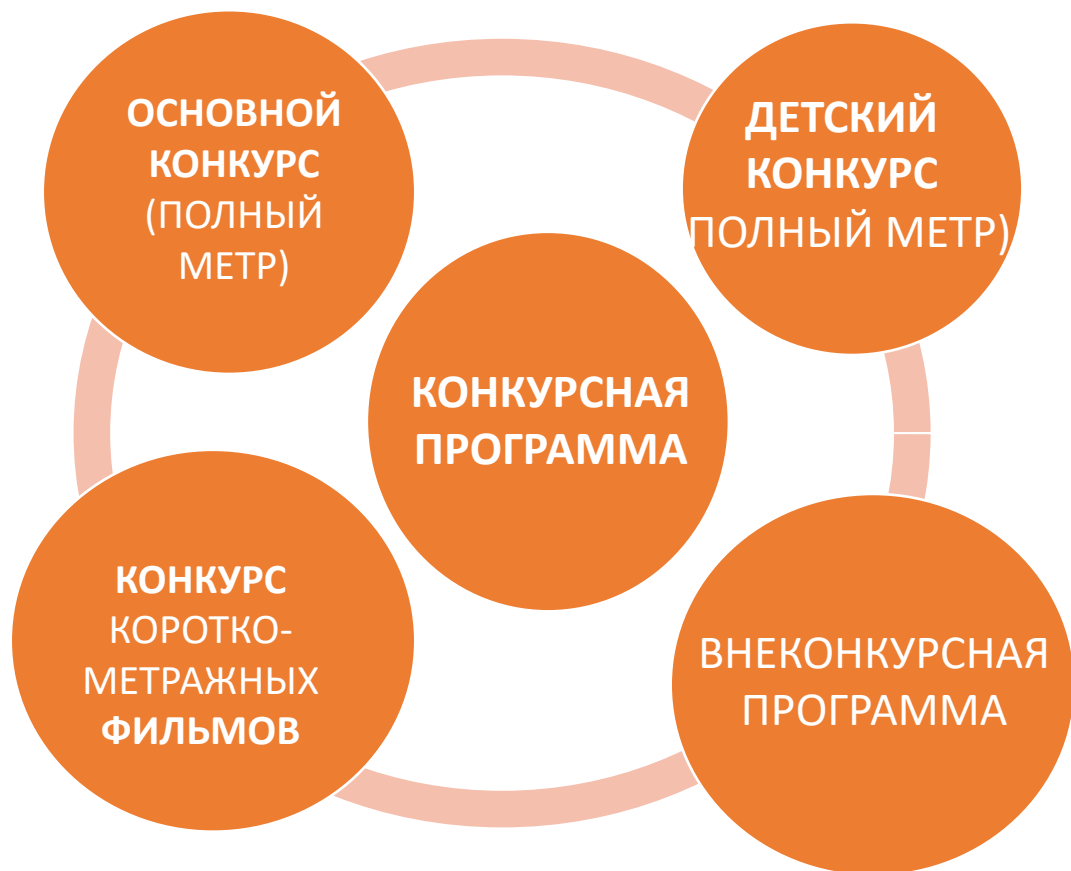 ОСНОВНОЙ
КОНКУРС
(ПОЛНЫЙ
МЕТР)
ДЕТСКИЙ
КОНКУРС
ПОЛНЫЙ МЕТР)
КОНКУРСНАЯ
ПРОГРАММА
КОНКУРС
КОРОТКО-
МЕТРАЖНЫХ
ФИЛЬМОВ
ВНЕКОНКУРСНАЯ
ПРОГРАММА